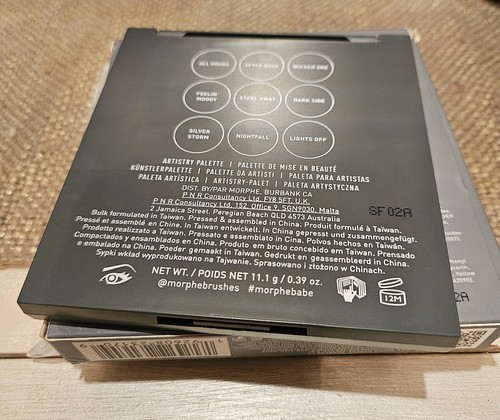 ALL HOURS
AFTER DARK
WICKED ONE
FEELIN' MOODY
STEEL AWAY
DARK SIDE
SILVER STORM
NIGHTFALL
LIGHTS OFF
ARTISTRY PALETTE | PALETTE DE MISE EN BEAUTÉ
KÜNSTLERPALETTE | PALETTE DA ARTISTI | PALETA PARA ARTISTAS
PALETA ARTÍSTICA | ARTISTRY-PALET | PALETA ARTYSTYCZNA
DIST. BY/PAR MORPHE, BURBANK CA
P N R Consultancy Ltd, FY8 5FT, U.K.
P N R Consultancy Ltd, 152, Office 9, SGN9030, Malta
2 Jamaica Street, Peregian Beach QLD 4573 Australia
SF02A
Bulk formulated in Taiwan. Pressed & assembled in China. Produit formulé à Taiwan.
Pressé et assemblé en Chine. In Taiwan entwickelt. In China gepresst und zusammengefügt.
Prodotto realizzato a Taiwan. Pressato e assemblato in Cina. Polvos hechos en Taiwán.
Compactados y ensamblados en China. Produto em bruto concebido em Taiwan. Prensado
e embalado na China. Poeder gemaakt in Taiwan. Gedrukt en geassembleerd in China.
Sypki wkład wyprodukowano na Tajwanie. Sprasowano i złożono w Chinach.
NET WT. / POIDS NET 11.1 g / 0.39 oz.
@morphebrushes #morphebabe
12M